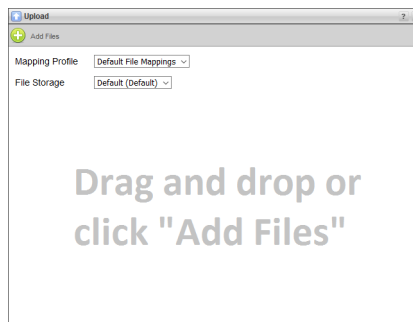 Upload ?
Add Files
Mapping Profile Default File Mappings
File Storage Default (Default)
Drag and drop or
click "Add Files"